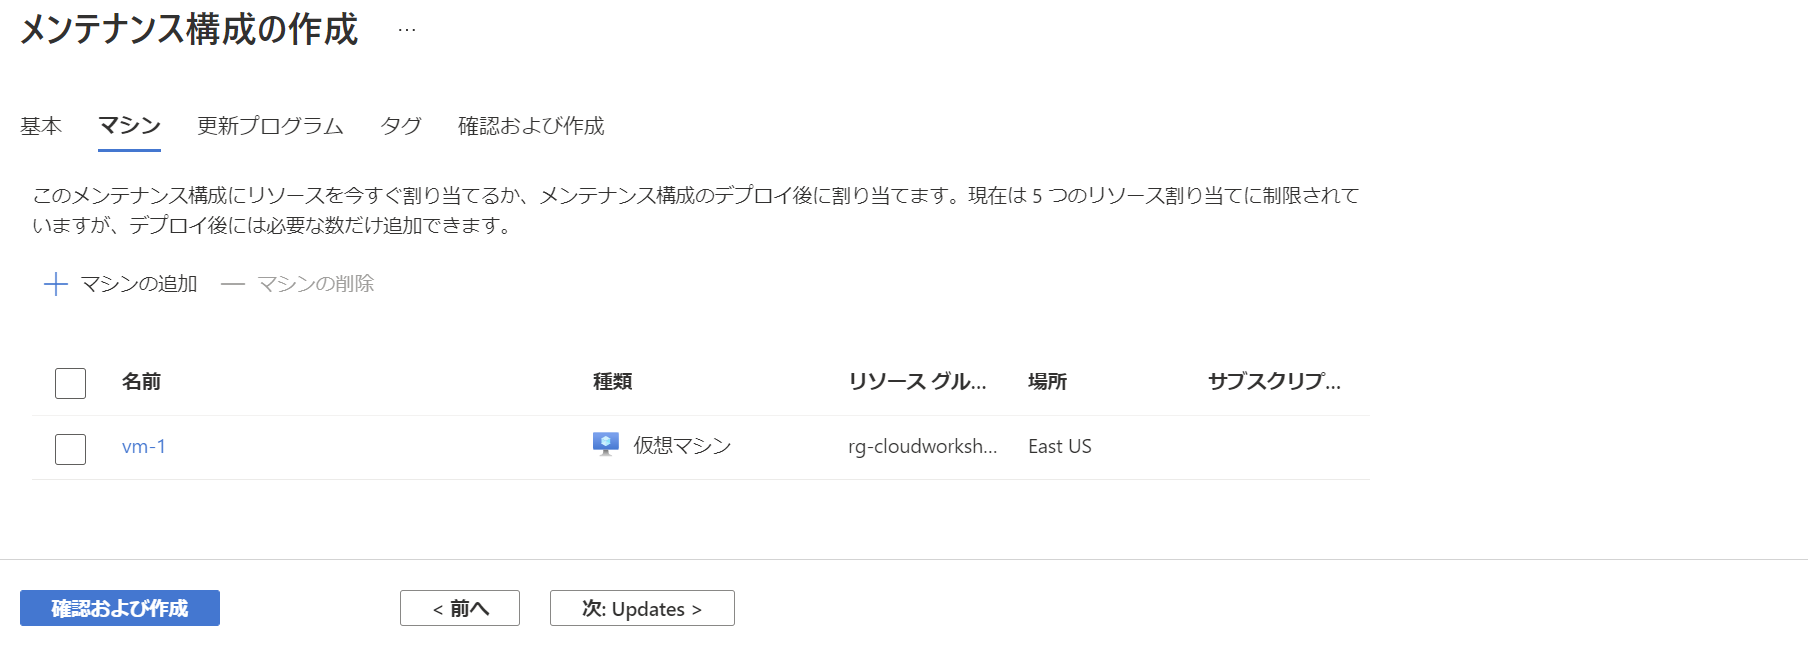 メンテナンス構成の作成 …
基本 マシン 更新プログラム タグ 確認および作成
このメンテナンス構成にリソースを今すぐ割り当てるか、メンテナンス構成のデプロイ後に割り当てます。現在は 5 つのリソース割り当てに制限されて
いますが、デプロイ後には必要な数だけ追加できます。
マシンの追加 マシンの削除
名前 種類 リソース グル... 場所 サブスクリプ...
vm-1 仮想マシン rg-cloudworksh... East US
確認および作成 < 前へ 次: Updates >